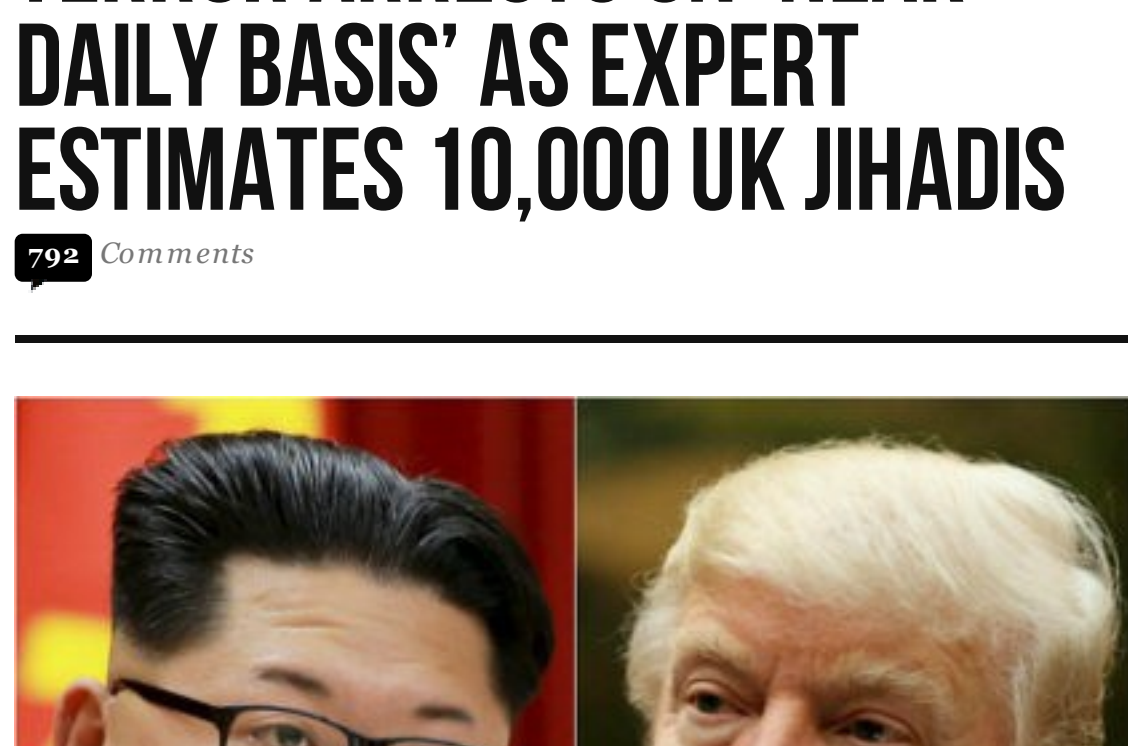 DAILY BASIS’ AS EXPERT
ESTIMATES 10,000 UK JIHADIS
792 Comments